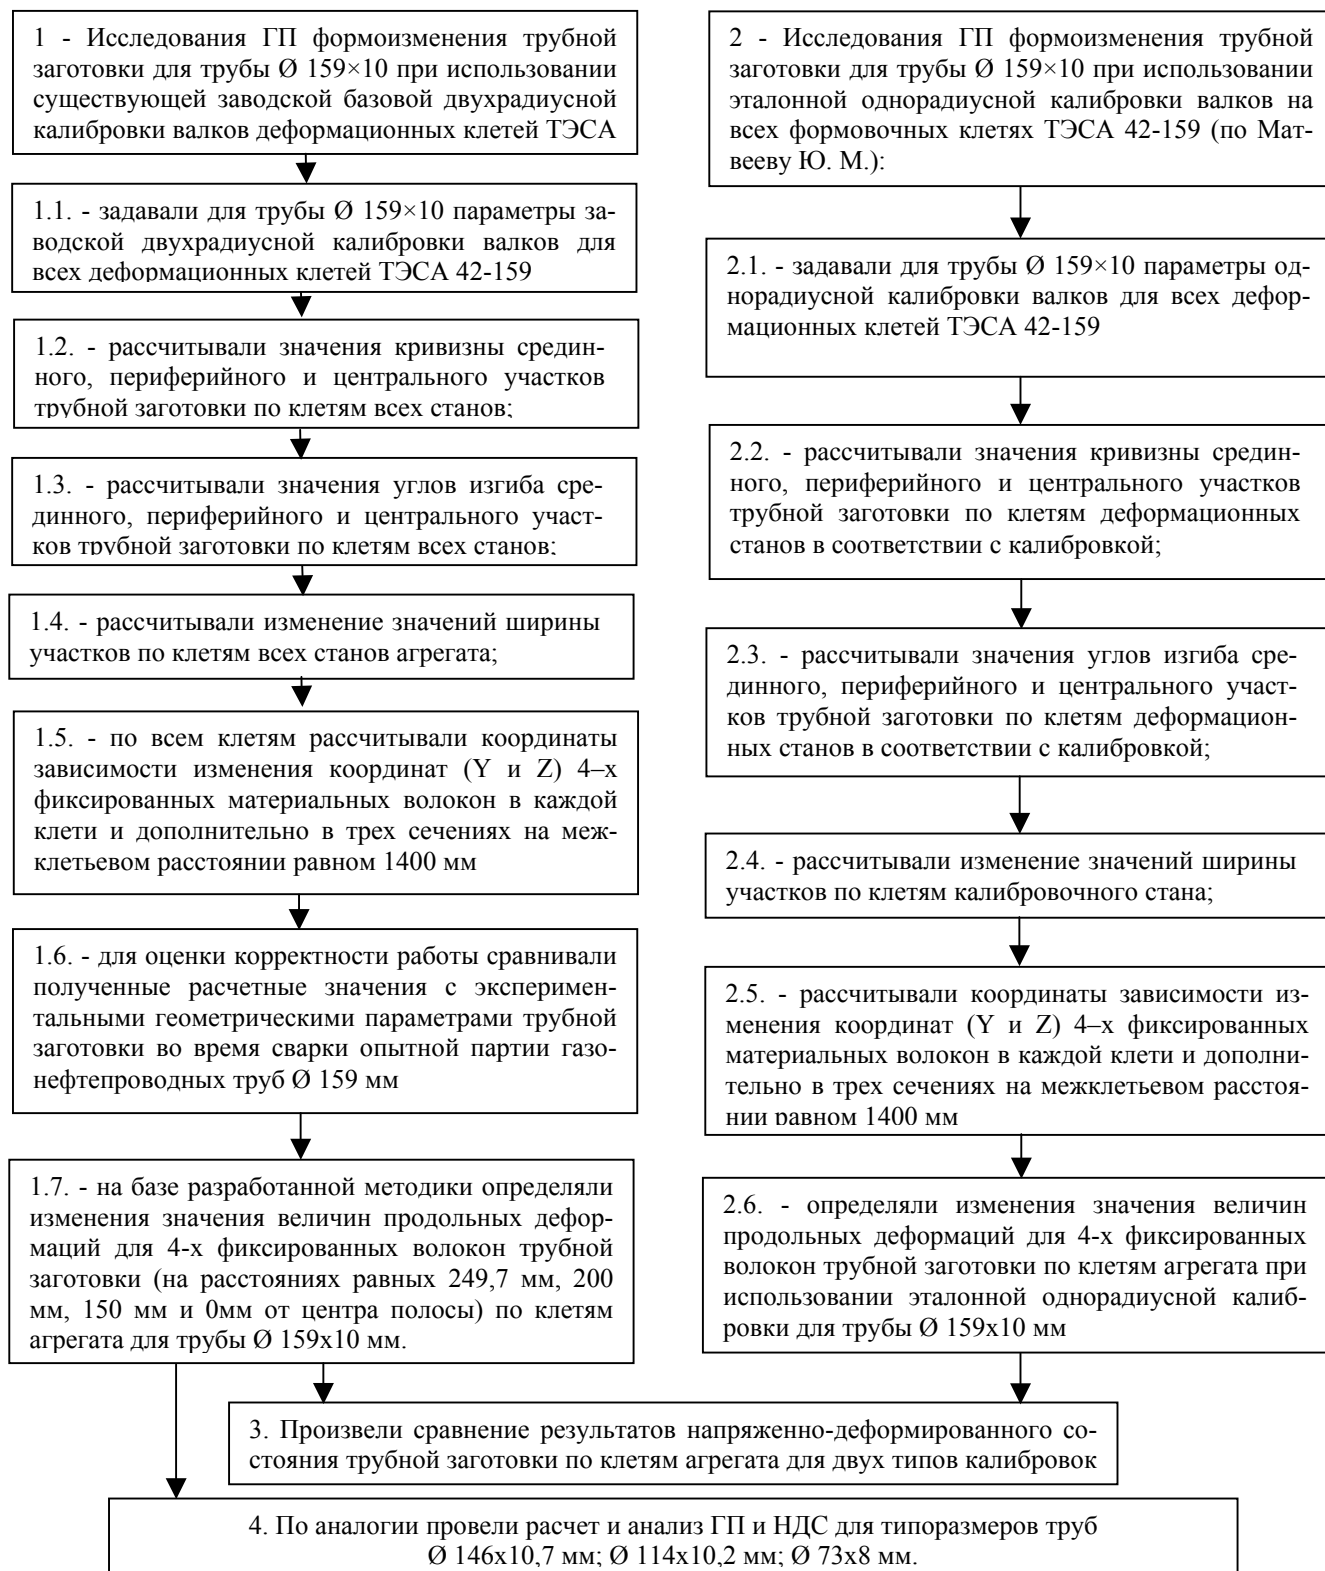 1 - Исследования ГП формоизменения трубной
заготовки для трубы Ø 159×10 при использовании
существующей заводской базовой двухрадиусной
калибровки валков деформационных клетей ТЭСА
1.1. - задавали для трубы Ø 159×10 параметры за-
водской двухрадиусной калибровки валков для
всех деформационных клетей ТЭСА 42-159
1.2. - рассчитывали значения кривизны средин-
ного, периферийного и центрального участков
трубной заготовки по клетям всех станов;
1.3. - рассчитывали значения углов изгиба сре-
динного, периферийного и центрального участ-
ков трубной заготовки по клетям всех станов;
1.4. - рассчитывали изменение значений ширины
участков по клетям всех станов агрегата;
1.5. - по всем клетям рассчитывали координаты
зависимости изменения координат (Y и Z) 4–х
фиксированных материальных волокон в каждой
клети и дополнительно в трех сечениях на меж-
клетьевом расстоянии равном 1400 мм
1.6. - для оценки корректности работы сравнивали
полученные расчетные значения с эксперимен-
тальными геометрическими параметрами трубной
заготовки во время сварки опытной партии газо-
нефтепроводных труб Ø 159 мм
1.7. - на базе разработанной методики определяли
изменения значения величин продольных дефор-
маций для 4-х фиксированных волокон трубной
заготовки (на расстояниях равных 249,7 мм, 200
мм, 150 мм и 0мм от центра полосы) по клетям
агрегата для трубы Ø 159х10 мм.
2 - Исследования ГП формоизменения трубной
заготовки для трубы Ø 159×10 при использовании
эталонной однорадиусной калибровки валков на
всех формовочных клетях ТЭСА 42-159 (по Мат-
вееву Ю. М.):
2.1. - задавали для трубы Ø 159×10 параметры од-
норадиусной калибровки валков для всех дефор-
мационных клетей ТЭСА 42-159
2.2. - рассчитывали значения кривизны средин-
ного, периферийного и центрального участков
трубной заготовки по клетям деформационных
станов в соответствии с калибровкой;
2.3. - рассчитывали значения углов изгиба сре-
динного, периферийного и центрального участ-
ков трубной заготовки по клетям деформацион-
ных станов в соответствии с калибровкой;
2.4. - рассчитывали изменение значений ширины
участков по клетям калибровочного стана;
2.5. - рассчитывали координаты зависимости из-
менения координат (Y и Z) 4–х фиксированных
материальных волокон в каждой клети и дополни-
тельно в трех сечениях на межклетьевом расстоя-
нии равном 1400 мм
2.6. - определяли изменения значения величин
продольных деформаций для 4-х фиксированных
волокон трубной заготовки по клетям агрегата при
использовании эталонной однорадиусной калиб-
ровки для трубы Ø 159х10 мм
3. Произвели сравнение результатов напряженно-деформированного со-
стояния трубной заготовки по клетям агрегата для двух типов калибровок
4. По аналогии провели расчет и анализ ГП и НДС для типоразмеров труб
Ø 146х10,7 мм; Ø 114х10,2 мм; Ø 73х8 мм.